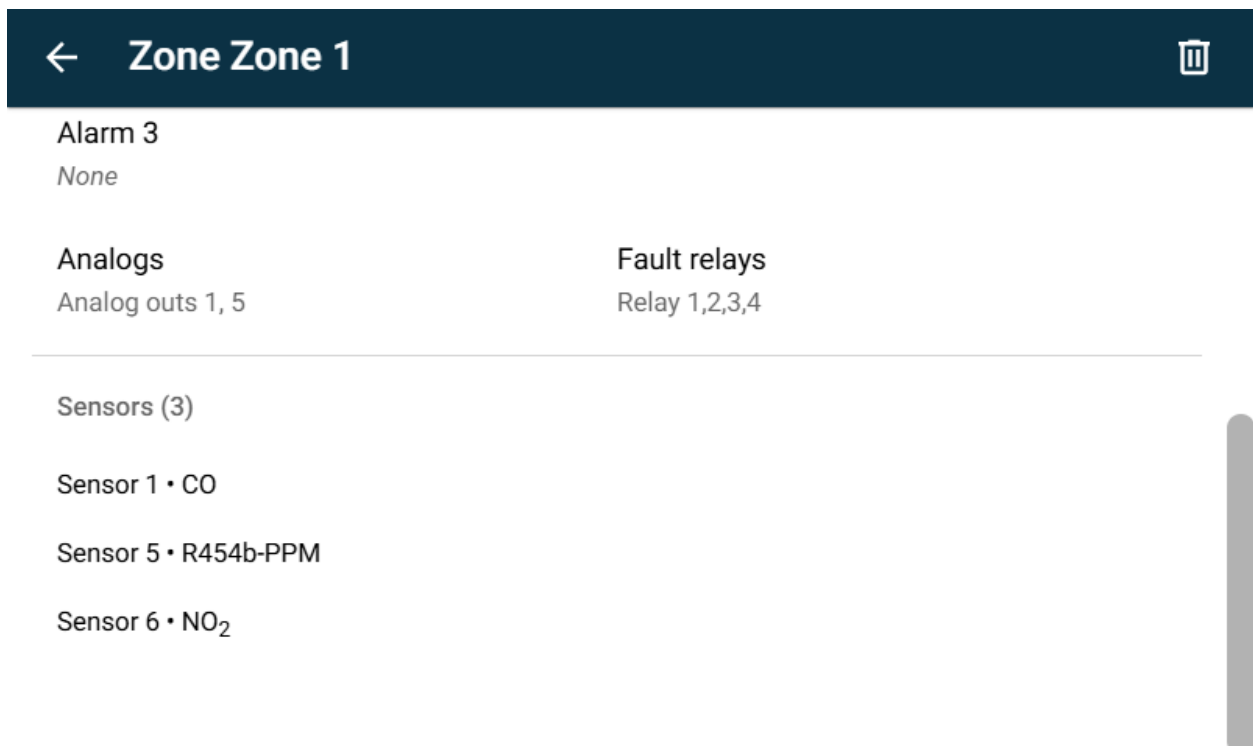 Zone Zone 1
Alarm 3
None
Analogs
Fault relays
Analog outs 1, 5
Relay 1,2,3,4
Sensors (3)
Sensor 1 • CO
Sensor 5 • R454b-PPM
Sensor 6 • NO₂